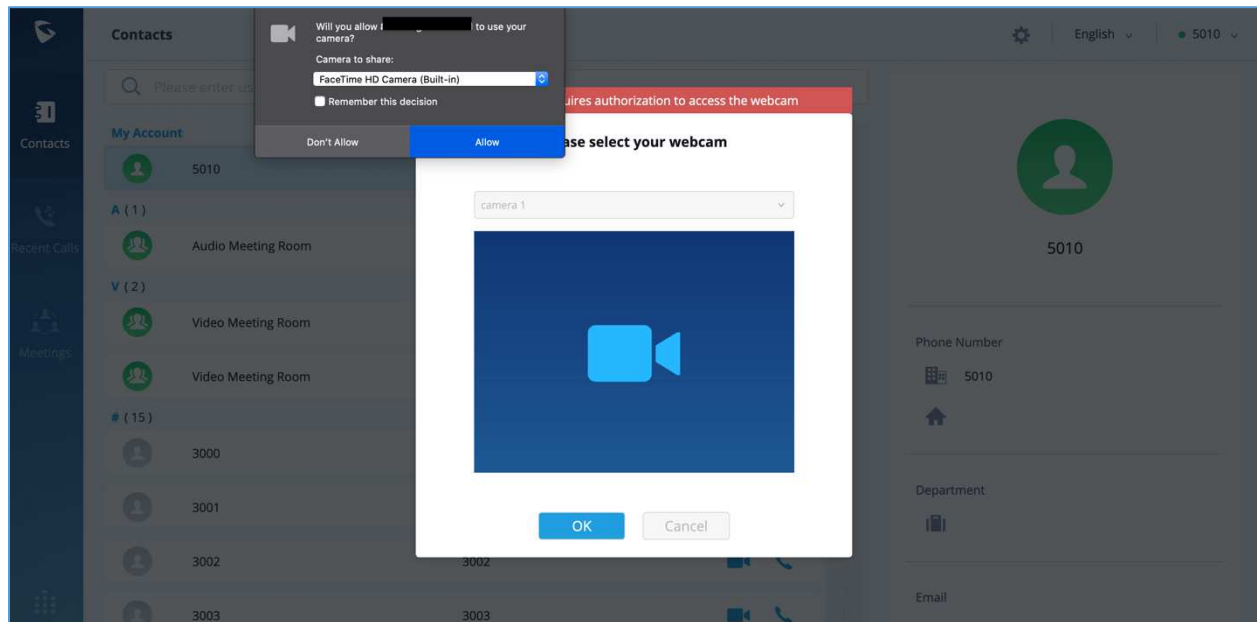 Contacts
Will you allow
to use your
camera?
Camera to share:
FaceTime HD Camera (Built-in)
Remember this decision
Don't Allow
Allow
English
5010
Please enter
authorization to access the webcam
select your webcam
Contacts
My Account
5010
A ( 1 )
camera 1
Recent Calls
Audio Meeting Room
5010
V ( 2 )
Video Meeting Room
Meetings
Phone Number
Video Meeting Room
5010
# ( 15 )
3000
Department
3001
OK
Cancel
3002
3002
Email
3003
3003